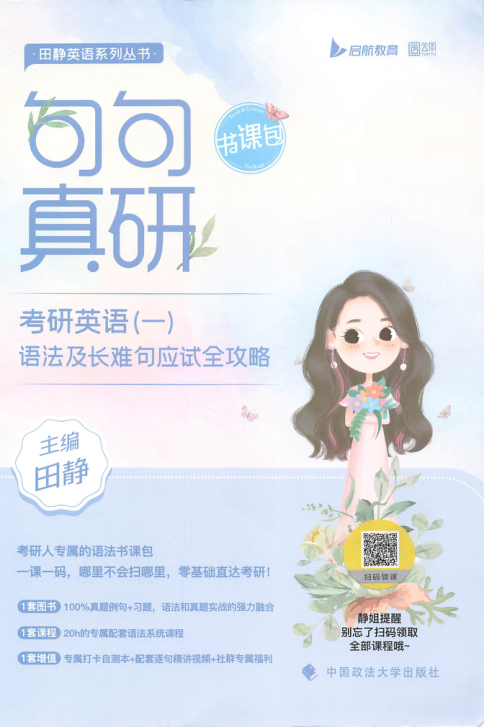 ·田静英语系列丛书·
启航教育
句句
真研
Book & Course
书课包
Package
考研英语(一)
语法及长难句应试全攻略
主编
田静
考研人专属的语法书课包
一课一码，哪里不会扫哪里，零基础直达考研！
1套图书 100%真题例句+习题，语法和真题实战的强力融合
1套课程 20h的专属配套语法系统课程
1套增值 专属打卡自测本+配套逐句精讲视频+社群专属福利
扫码领课
静姐提醒
别忘了扫码领取
全部课程哦~
中国政法大学出版社